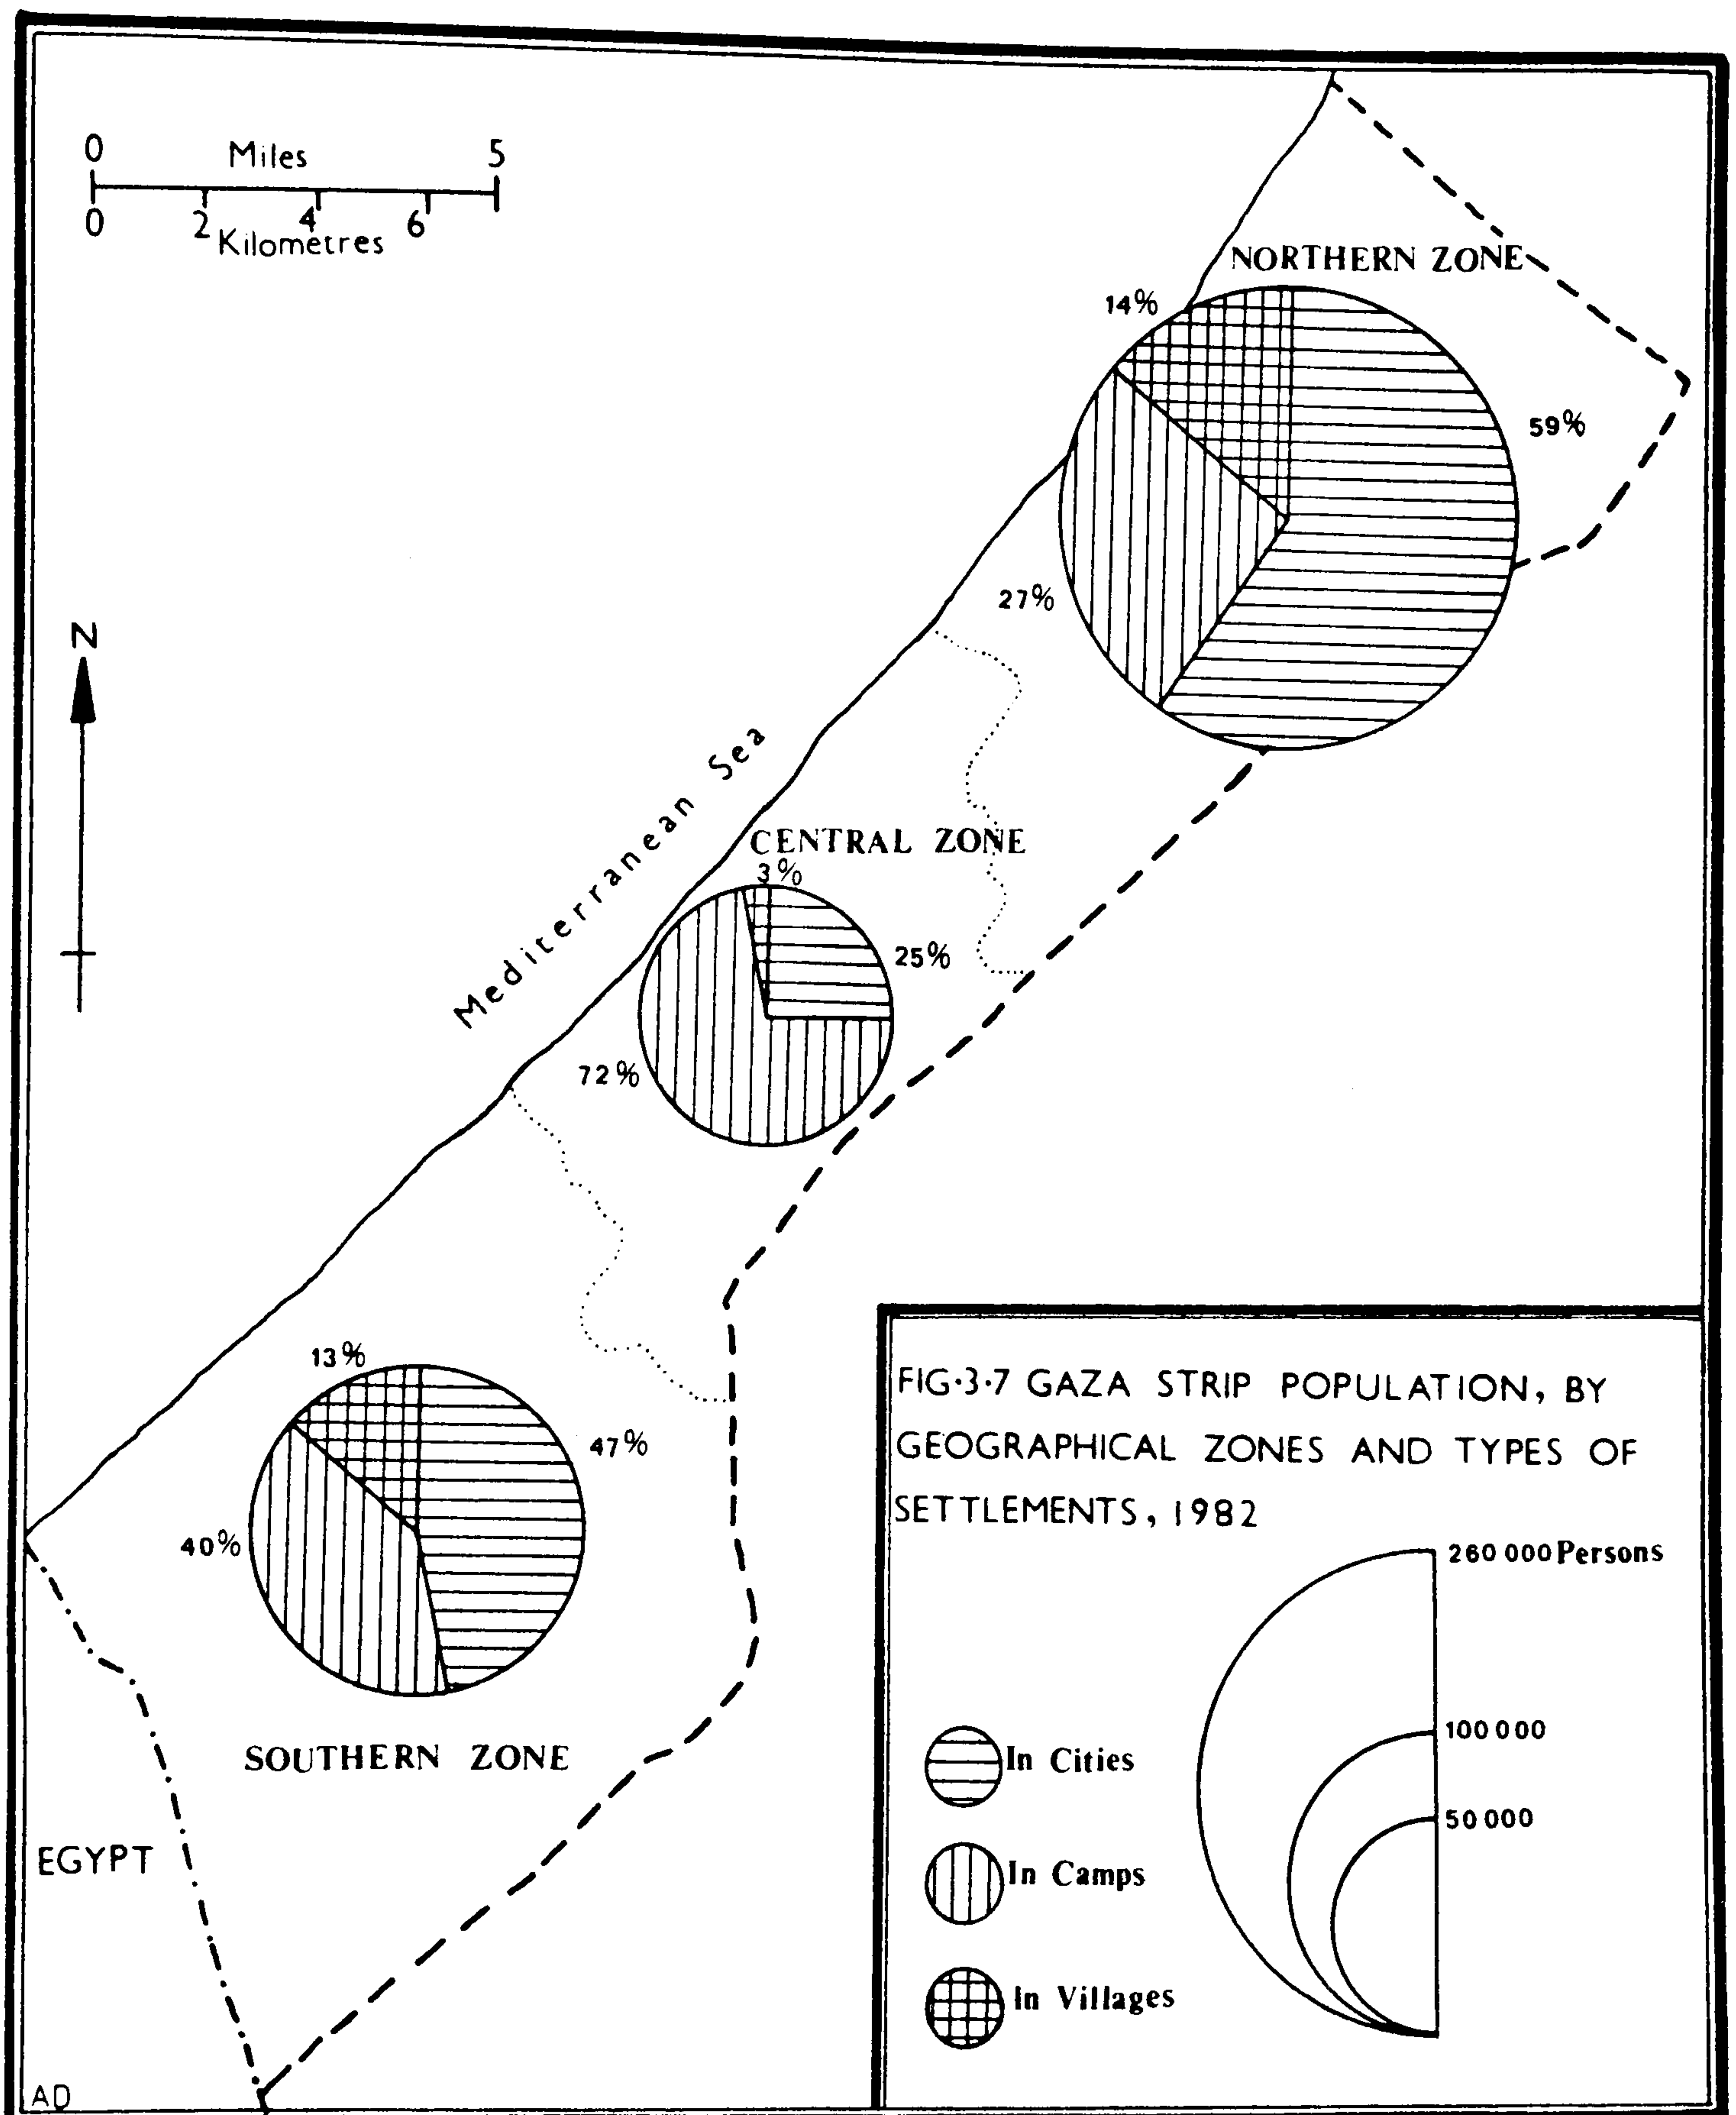 0 Miles 5
0 2 4 6
Kilometres
NORTHERN ZONE
14%
59%
27%
N
Mediterranean Sea
CENTRAL ZONE
3%
25%
72%
13%
47%
40%
SOUTHERN ZONE
EGYPT
AD
FIG·3·7 GAZA STRIP POPULATION, BY
GEOGRAPHICAL ZONES AND TYPES OF
SETTLEMENTS, 1982
260 000 Persons
100 000
50 000
In Cities
In Camps
In Villages